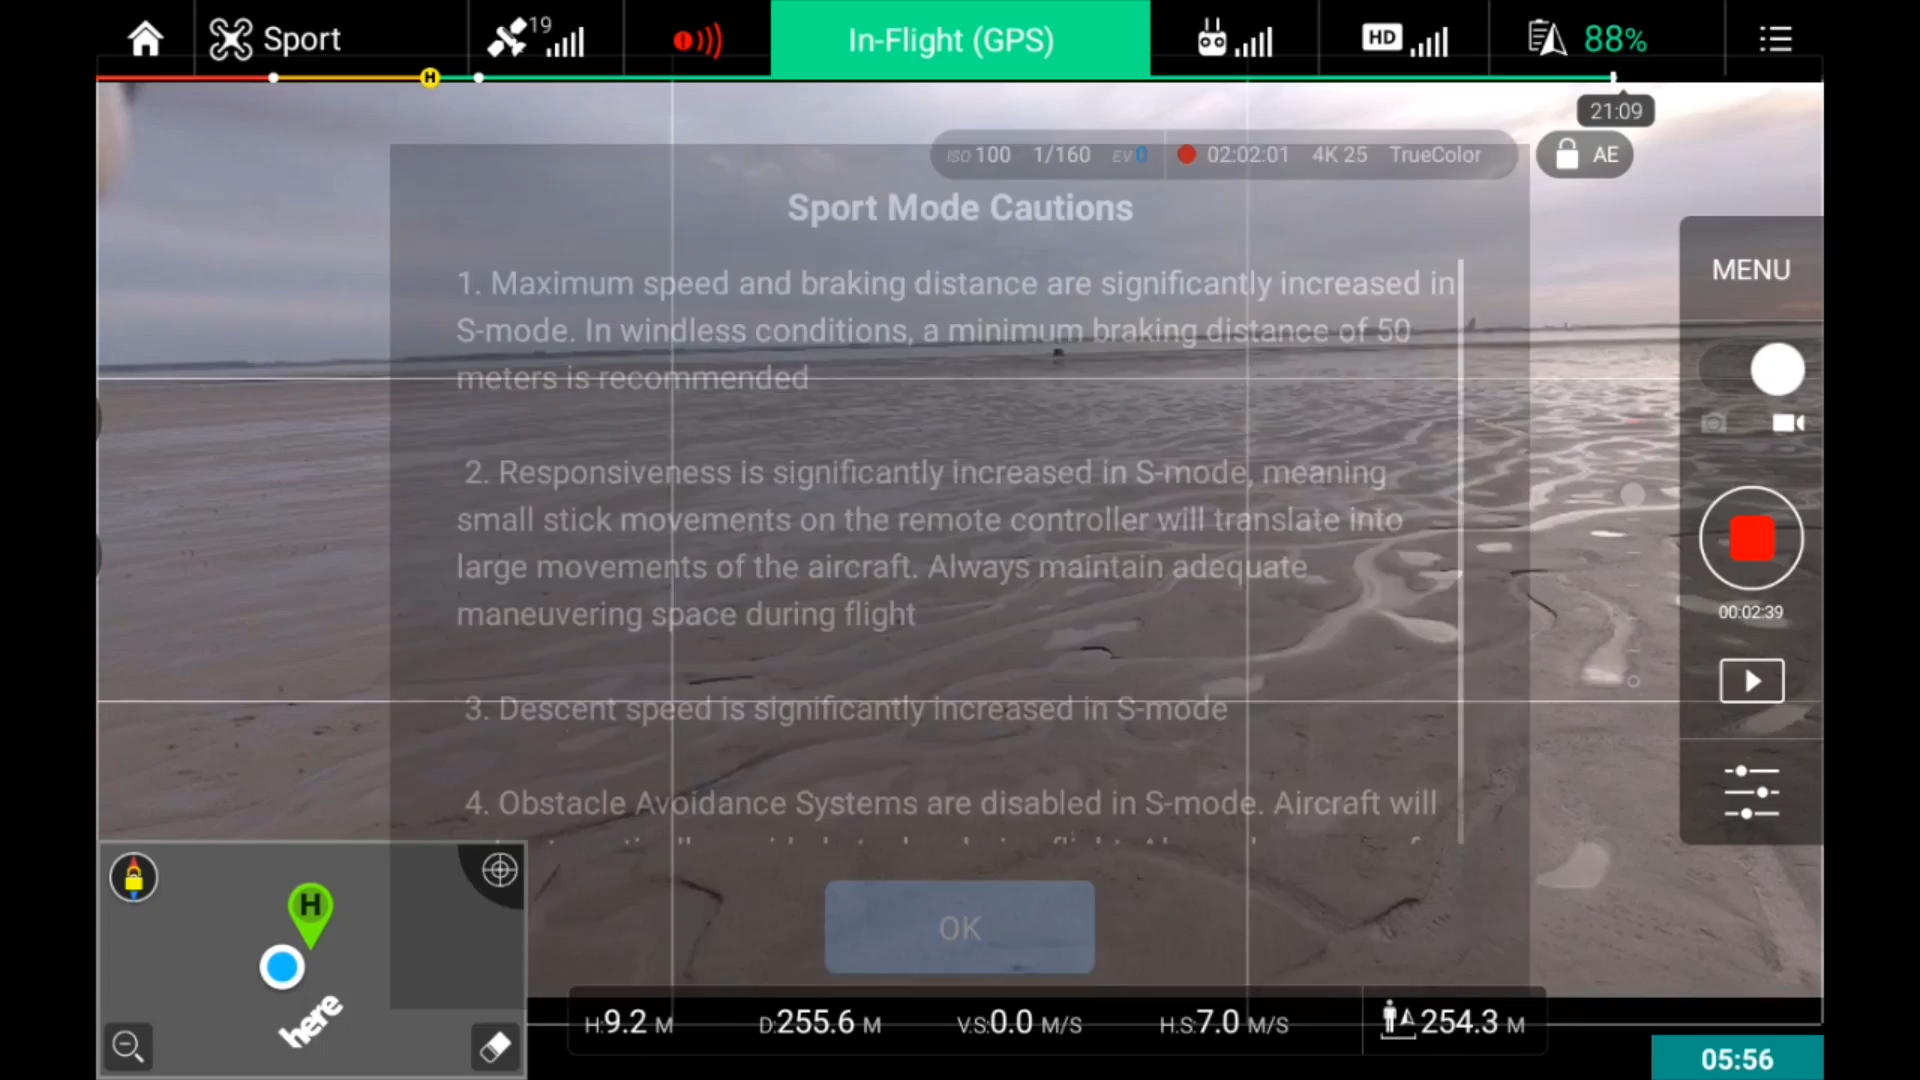 Sport
19
In-Flight (GPS)
HD
88%
H
21:09
ISO 100 1/160 EV 0 02:02:01 4K 25 TrueColor
AE
Sport Mode Cautions
1. Maximum speed and braking distance are significantly increased in
S-mode. In windless conditions, a minimum braking distance of 50
meters is recommended
2. Responsiveness is significantly increased in S-mode, meaning
small stick movements on the remote controller will translate into
large movements of the aircraft. Always maintain adequate
maneuvering space during flight
3. Descent speed is significantly increased in S-mode
4. Obstacle Avoidance Systems are disabled in S-mode. Aircraft will
OK
MENU
00:02:39
H
here
H:9.2 M D:255.6 M V.S:0.0 M/S H.S:7.0 M/S 254.3 M
05:56